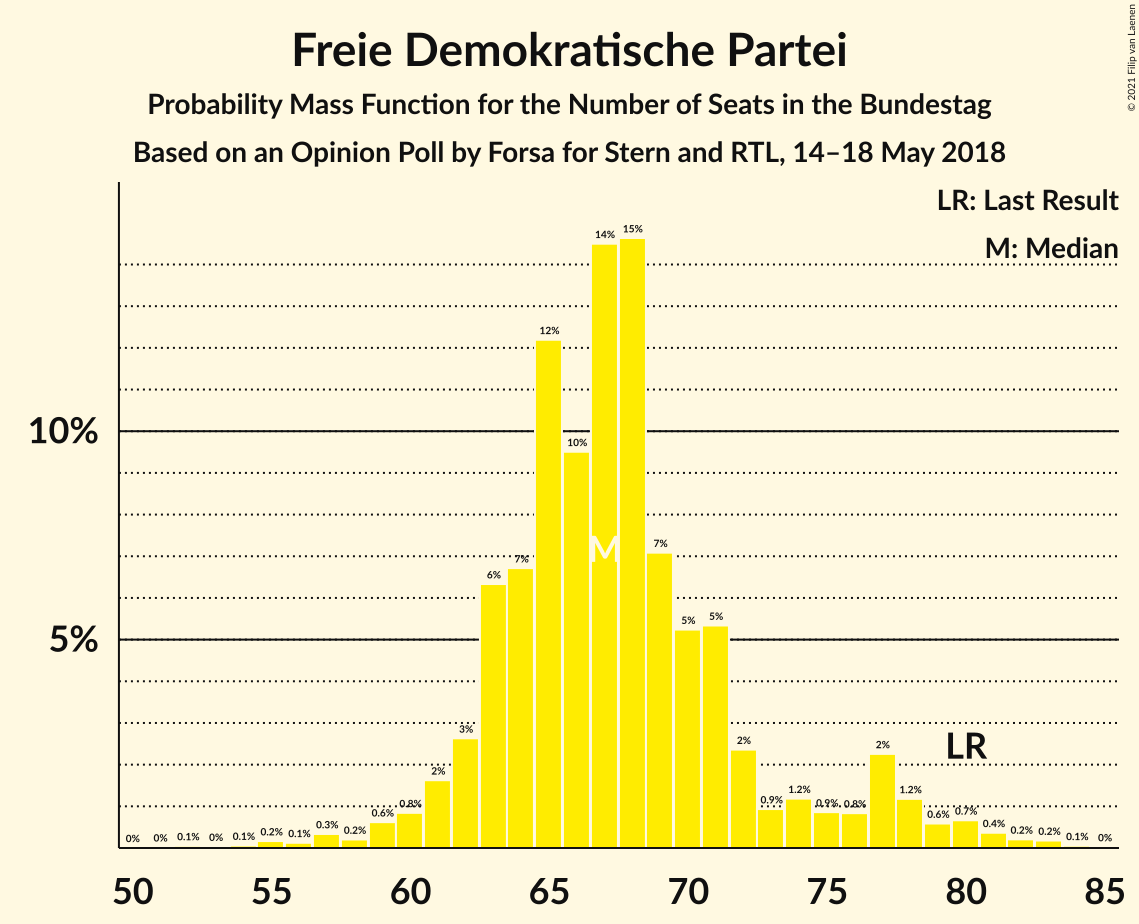 Freie Demokratische Partei
Probability Mass Function for the Number of Seats in the Bundestag
Based on an Opinion Poll by Forsa for Stern and RTL, 14–18 May 2018
© 2021 Filip van Laenen
LR: Last Result
M: Median
10%
5%
0% 0% 0.1% 0% 0.1% 0.2% 0.1% 0.3% 0.2% 0.6% 0.8% 2% 3% 6% 7% 12% 10% 14% 15% 7% 5% 5% 2% 0.9% 1.2% 0.9% 0.8% 2% 1.2% 0.6% 0.7% 0.4% 0.2% 0.2% 0.1% 0%
M
LR
50 55 60 65 70 75 80 85